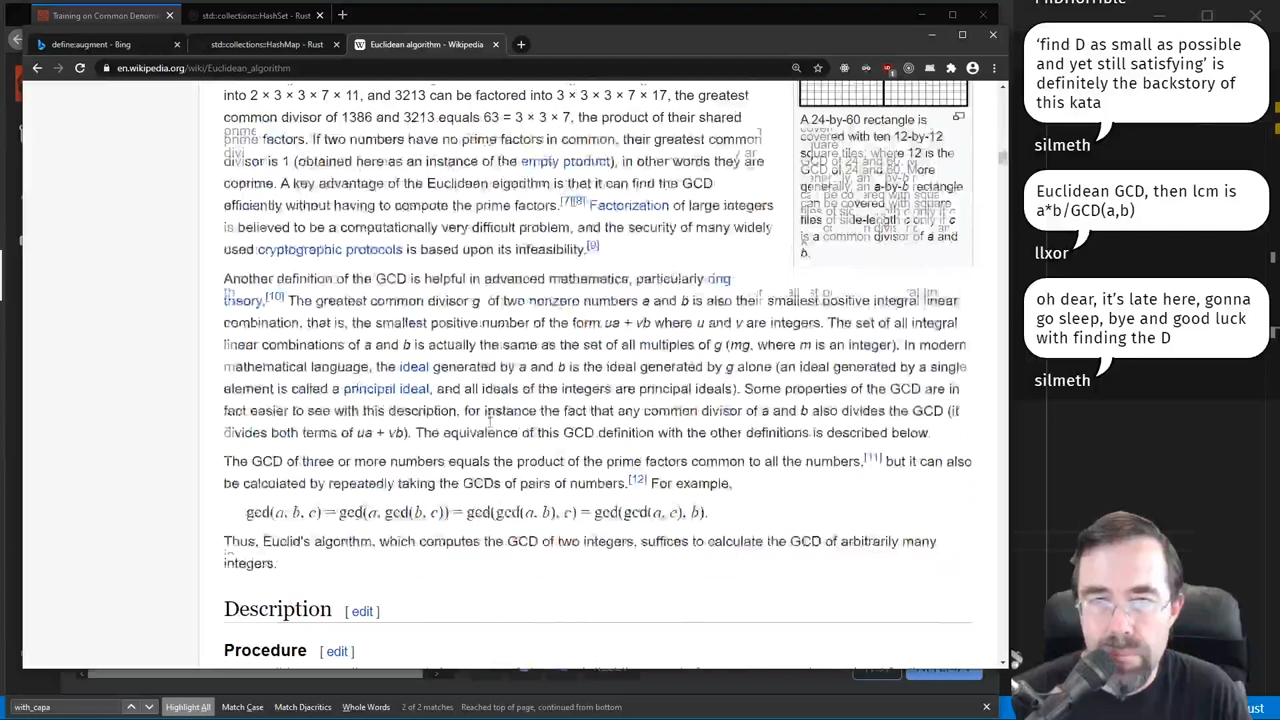 Training on Common Denom
std::collections::HashSet - Rust
define:augment - Bing
std::collections::HashMap - Rust
Euclidean algorithm - Wikipedia
en.wikipedia.org/wiki/Euclidean_algorithm
into 2 × 3 × 3 × 7 × 11, and 3213 can be factored into 3 × 3 × 3 × 7 × 17, the greatest
common divisor of 1386 and 3213 equals 63 = 3 × 3 × 7, the product of their shared
prime factors. If two numbers have no prime factors in common, their greatest common
divisor is 1 (obtained here as an instance of the empty product), in other words they are
coprime. A key advantage of the Euclidean algorithm is that it can find the GCD
efficiently without having to compute the prime factors.[7][8] Factorization of large integers
is believed to be a computationally very difficult problem, and the security of many widely
used cryptographic protocols is based upon its infeasibility.[9]
A 24-by-60 rectangle is
covered with ten 12-by-12
square tiles, where 12 is the
GCD of 24 and 60. More
generally, an a-by-b rectangle
can be covered with square
tiles of side-length c only if c
is a common divisor of a and
b.
Another definition of the GCD is helpful in advanced mathematics, particularly ring
theory.[10] The greatest common divisor g of two nonzero numbers a and b is also their smallest positive integral linear
combination, that is, the smallest positive number of the form ua + vb where u and v are integers. The set of all integral
linear combinations of a and b is actually the same as the set of all multiples of g (mg, where m is an integer). In modern
mathematical language, the ideal generated by a and b is the ideal generated by g alone (an ideal generated by a single
element is called a principal ideal, and all ideals of the integers are principal ideals). Some properties of the GCD are in
fact easier to see with this description, for instance the fact that any common divisor of a and b also divides the GCD (it
divides both terms of ua + vb). The equivalence of this GCD definition with the other definitions is described below.
The GCD of three or more numbers equals the product of the prime factors common to all the numbers,[11] but it can also
be calculated by repeatedly taking the GCDs of pairs of numbers.[12] For example,
gcd(a, b, c) = gcd(a, gcd(b, c)) = gcd(gcd(a, b), c) = gcd(gcd(a, c), b).
Thus, Euclid's algorithm, which computes the GCD of two integers, suffices to calculate the GCD of arbitrarily many
integers.
Description [ edit ]
Procedure [ edit ]
with_capa
Highlight All
Match Case
Match Diacritics
Whole Words
2 of 2 matches
Reached top of page, continued from bottom
‘find D as small as possible
and yet still satisfying’ is
definitely the backstory of
this kata
silmeth
Euclidean GCD, then lcm is
a*b/GCD(a,b)
llxor
oh dear, it's late here, gonna
go sleep, bye and good luck
with finding the D
silmeth